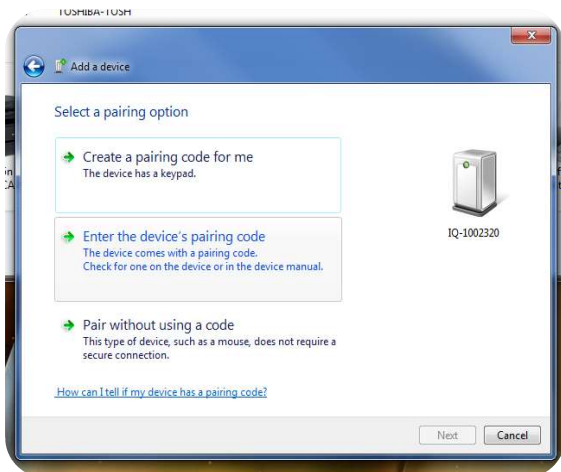 TOSHIBA-TOSH
Add a device
Select a pairing option
Create a pairing code for me
The device has a keypad.
Enter the device's pairing code
The device comes with a pairing code.
Check for one on the device or in the device manual.
IQ-1002320
Pair without using a code
This type of device, such as a mouse, does not require a
secure connection.
How can I tell if my device has a pairing code?
Next
Cancel